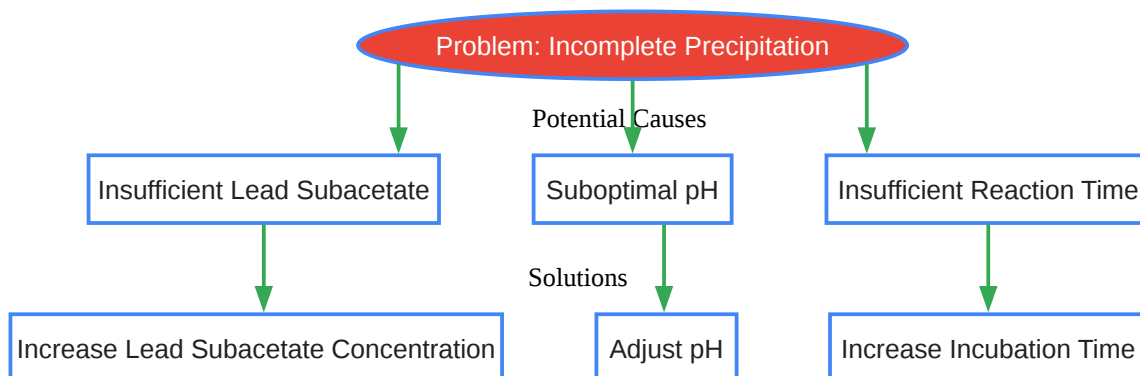 Problem: Incomplete Precipitation
Potential Causes
Insufficient Lead Subacetate
Suboptimal pH
Insufficient Reaction Time
Solutions
Increase Lead Subacetate Concentration
Adjust pH
Increase Incubation Time